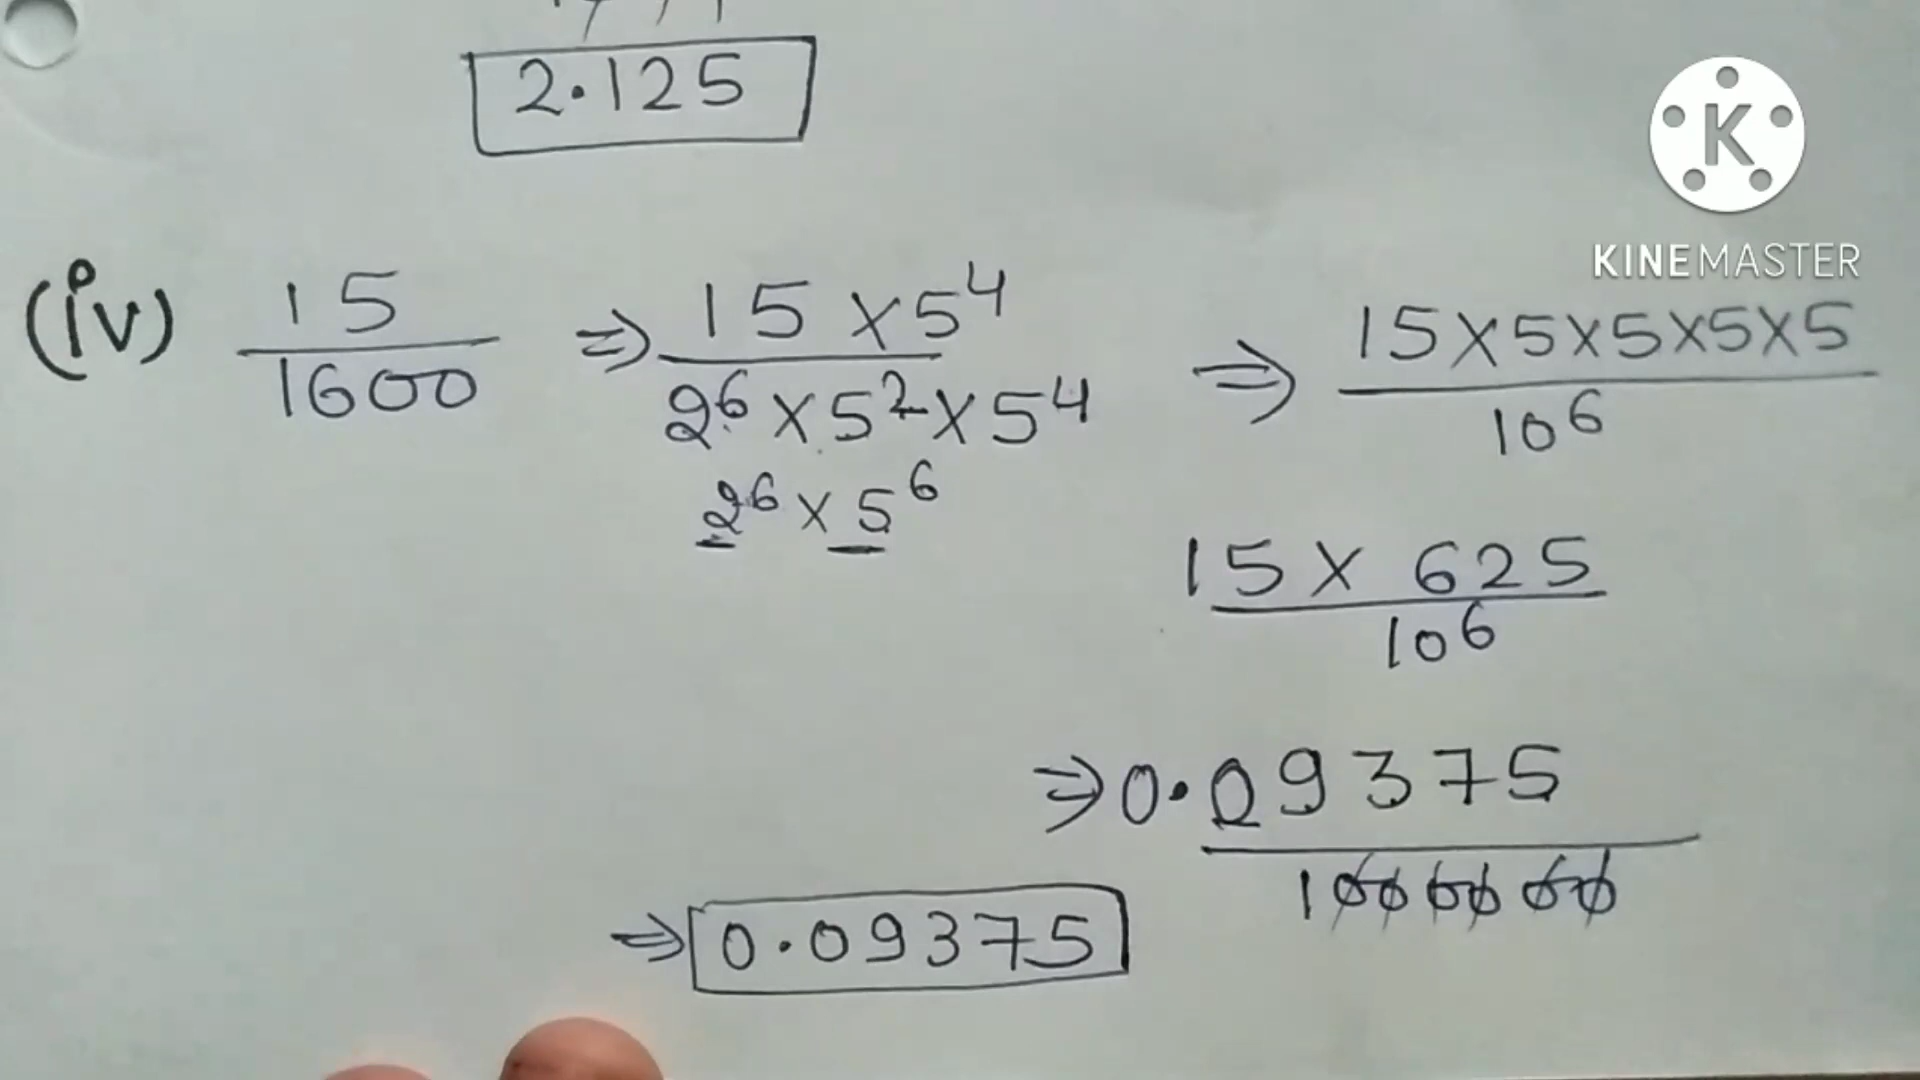 2.125
K
KINEMASTER
(iv) 15/1600 ⇒ 15 × 5⁴ / 2⁶ × 5² × 5⁴ ⇒ 15 × 5 × 5 × 5 × 5 / 10⁶
2⁶ × 5⁶
15 × 625 / 10⁶
⇒ 0.09375 / 1000000
⇒ 0.09375